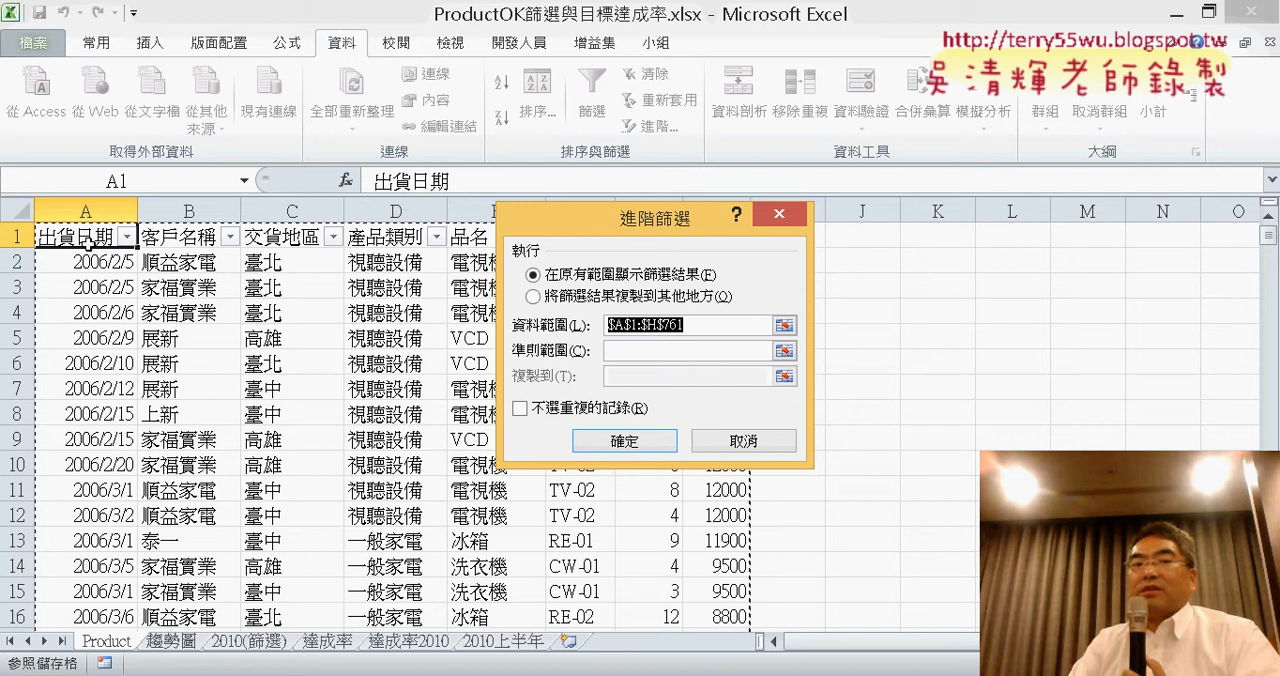 ProductOK篩選與目標達成率.xlsx - Microsoft Excel
http://terry55wu.blogspot.tw
吳清輝老師錄製
檔案 常用 插入 版面配置 公式 資料 校閱 檢視 開發人員 增益集 小組
從 Access 從 Web 從文字檔 從其他來源 現有連線 全部重新整理 連線 內容 編輯連結 排序... 篩選 清除 重新套用 進階... 資料剖析 移除重複 資料驗證 合併彙算 模擬分析 群組 取消群組 小計
取得外部資料 連線 排序與篩選 資料工具 大綱
A1 fx 出貨日期
A B C D J K L M N O
1 出貨日期 客戶名稱 交貨地區 產品類別 品名
2 2006/2/5 順益家電 臺北 視聽設備
3 2006/2/5 家福實業 臺北 視聽設備
4 2006/2/6 家福實業 臺北 視聽設備
5 2006/2/9 展新 高雄 視聽設備 VCD
6 2006/2/10 展新 臺北 視聽設備 VCD
7 2006/2/12 展新 臺中 視聽設備
8 2006/2/15 上新 臺中 視聽設備
9 2006/2/15 家福實業 高雄 視聽設備 VCD
10 2006/2/20 家福實業 高雄 視聽設備
11 2006/3/1 順益家電 臺中 視聽設備 電視機 TV-02 8 12000
12 2006/3/2 順益家電 臺中 視聽設備 電視機 TV-02 4 12000
13 2006/3/1 泰一 臺中 一般家電 冰箱 RE-01 9 11900
14 2006/3/5 家福實業 高雄 一般家電 洗衣機 CW-01 4 9500
15 2006/3/1 家福實業 臺中 一般家電 洗衣機 CW-01 3 9500
16 2006/3/6 順益家電 臺北 一般家電 冰箱 RE-02 12 8800
進階篩選
執行
在原有範圍顯示篩選結果(F)
將篩選結果複製到其他地方(O)
資料範圍(L): $A$1:$H$761
準則範圍(C):
複製到(T):
不選重複的記錄(R)
確定 取消
Product 趨勢圖 2010(篩選) 達成率 達成率2010 2010上半年
參照儲存格